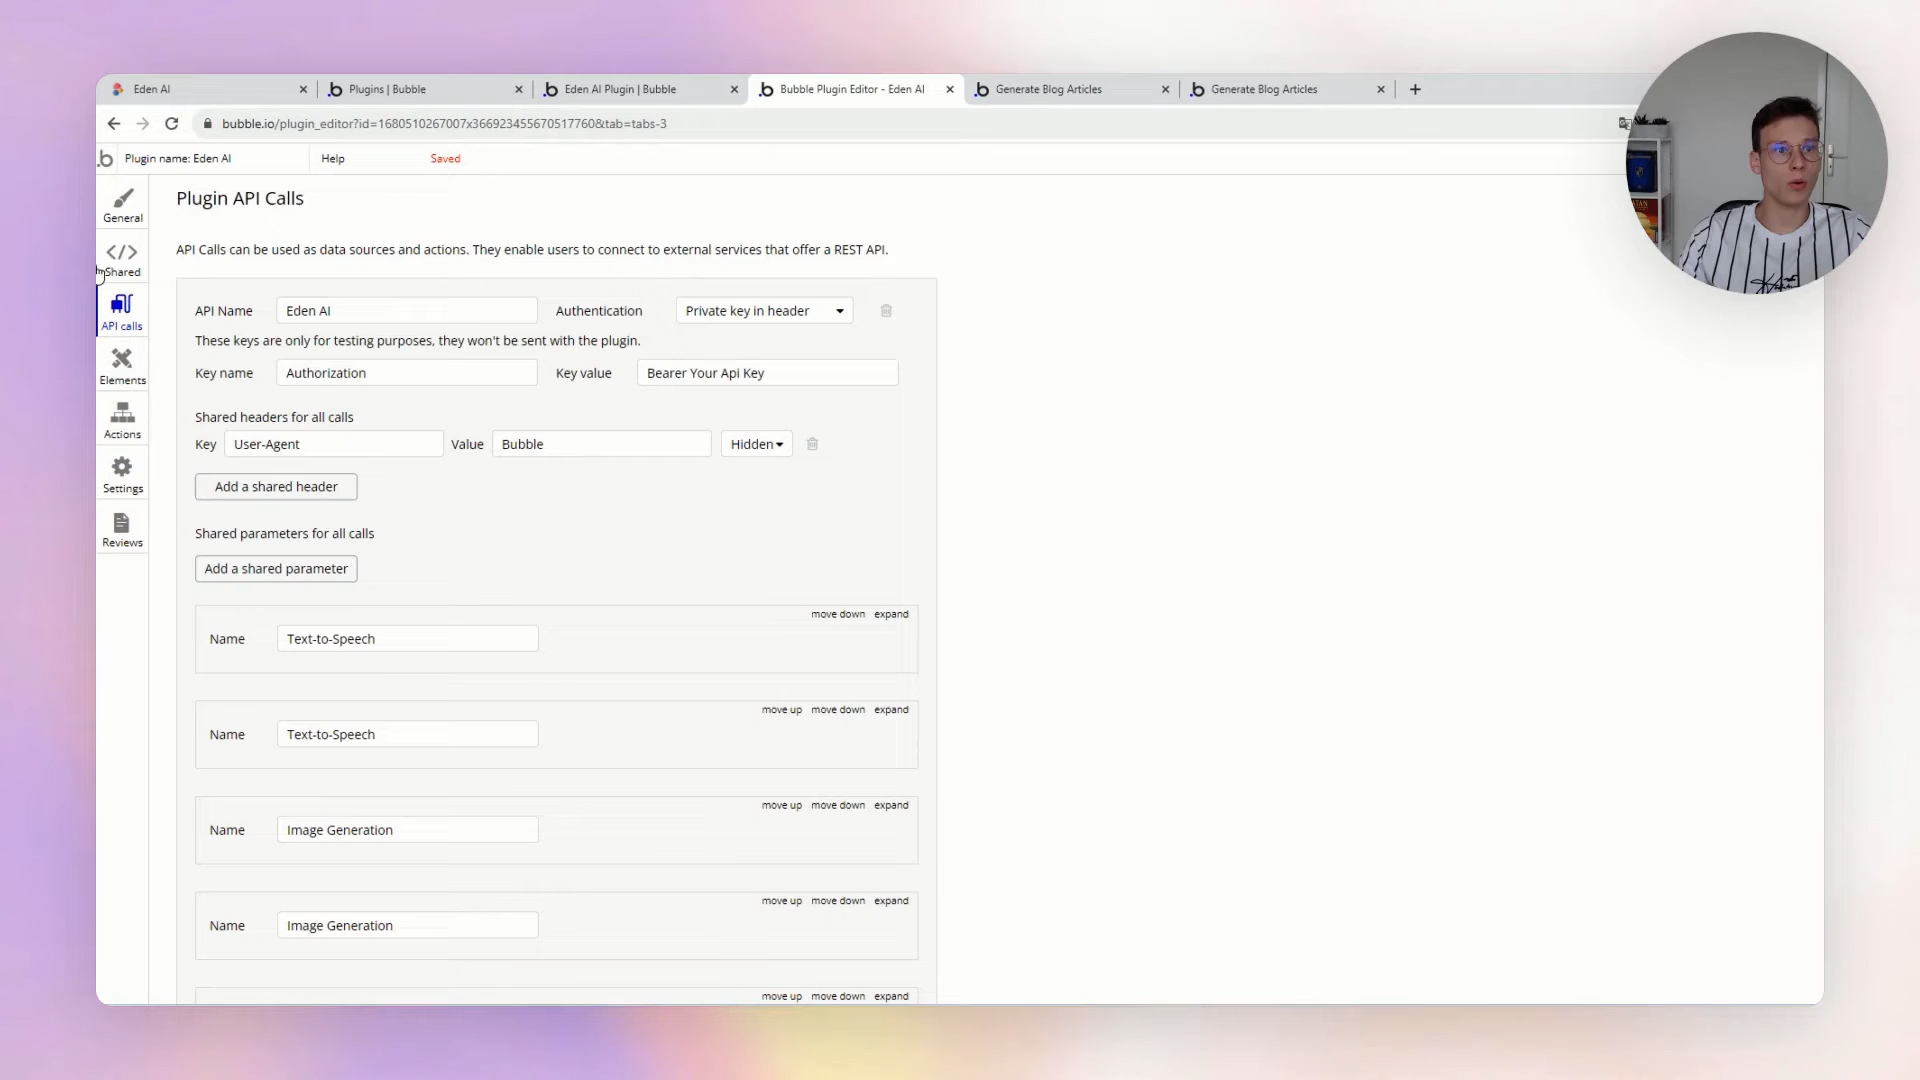 Eden AI
Plugins | Bubble
Eden AI Plugin | Bubble
Bubble Plugin Editor - Eden AI
Generate Blog Articles
Generate Blog Articles
bubble.io/plugin_editor?id=1680510267007x366923455670517760&tab=tabs-3
Plugin name: Eden AI
Help
Saved
General
Shared
API calls
Elements
Actions
Settings
Reviews
Plugin API Calls
API Calls can be used as data sources and actions. They enable users to connect to external services that offer a REST API.
API Name Eden AI Authentication Private key in header
These keys are only for testing purposes, they won't be sent with the plugin.
Key name Authorization Key value Bearer Your Api Key
Shared headers for all calls
Key User-Agent Value Bubble Hidden
Add a shared header
Shared parameters for all calls
Add a shared parameter
move down expand
Name Text-to-Speech
move up move down expand
Name Text-to-Speech
move up move down expand
Name Image Generation
move up move down expand
Name Image Generation
move up move down expand